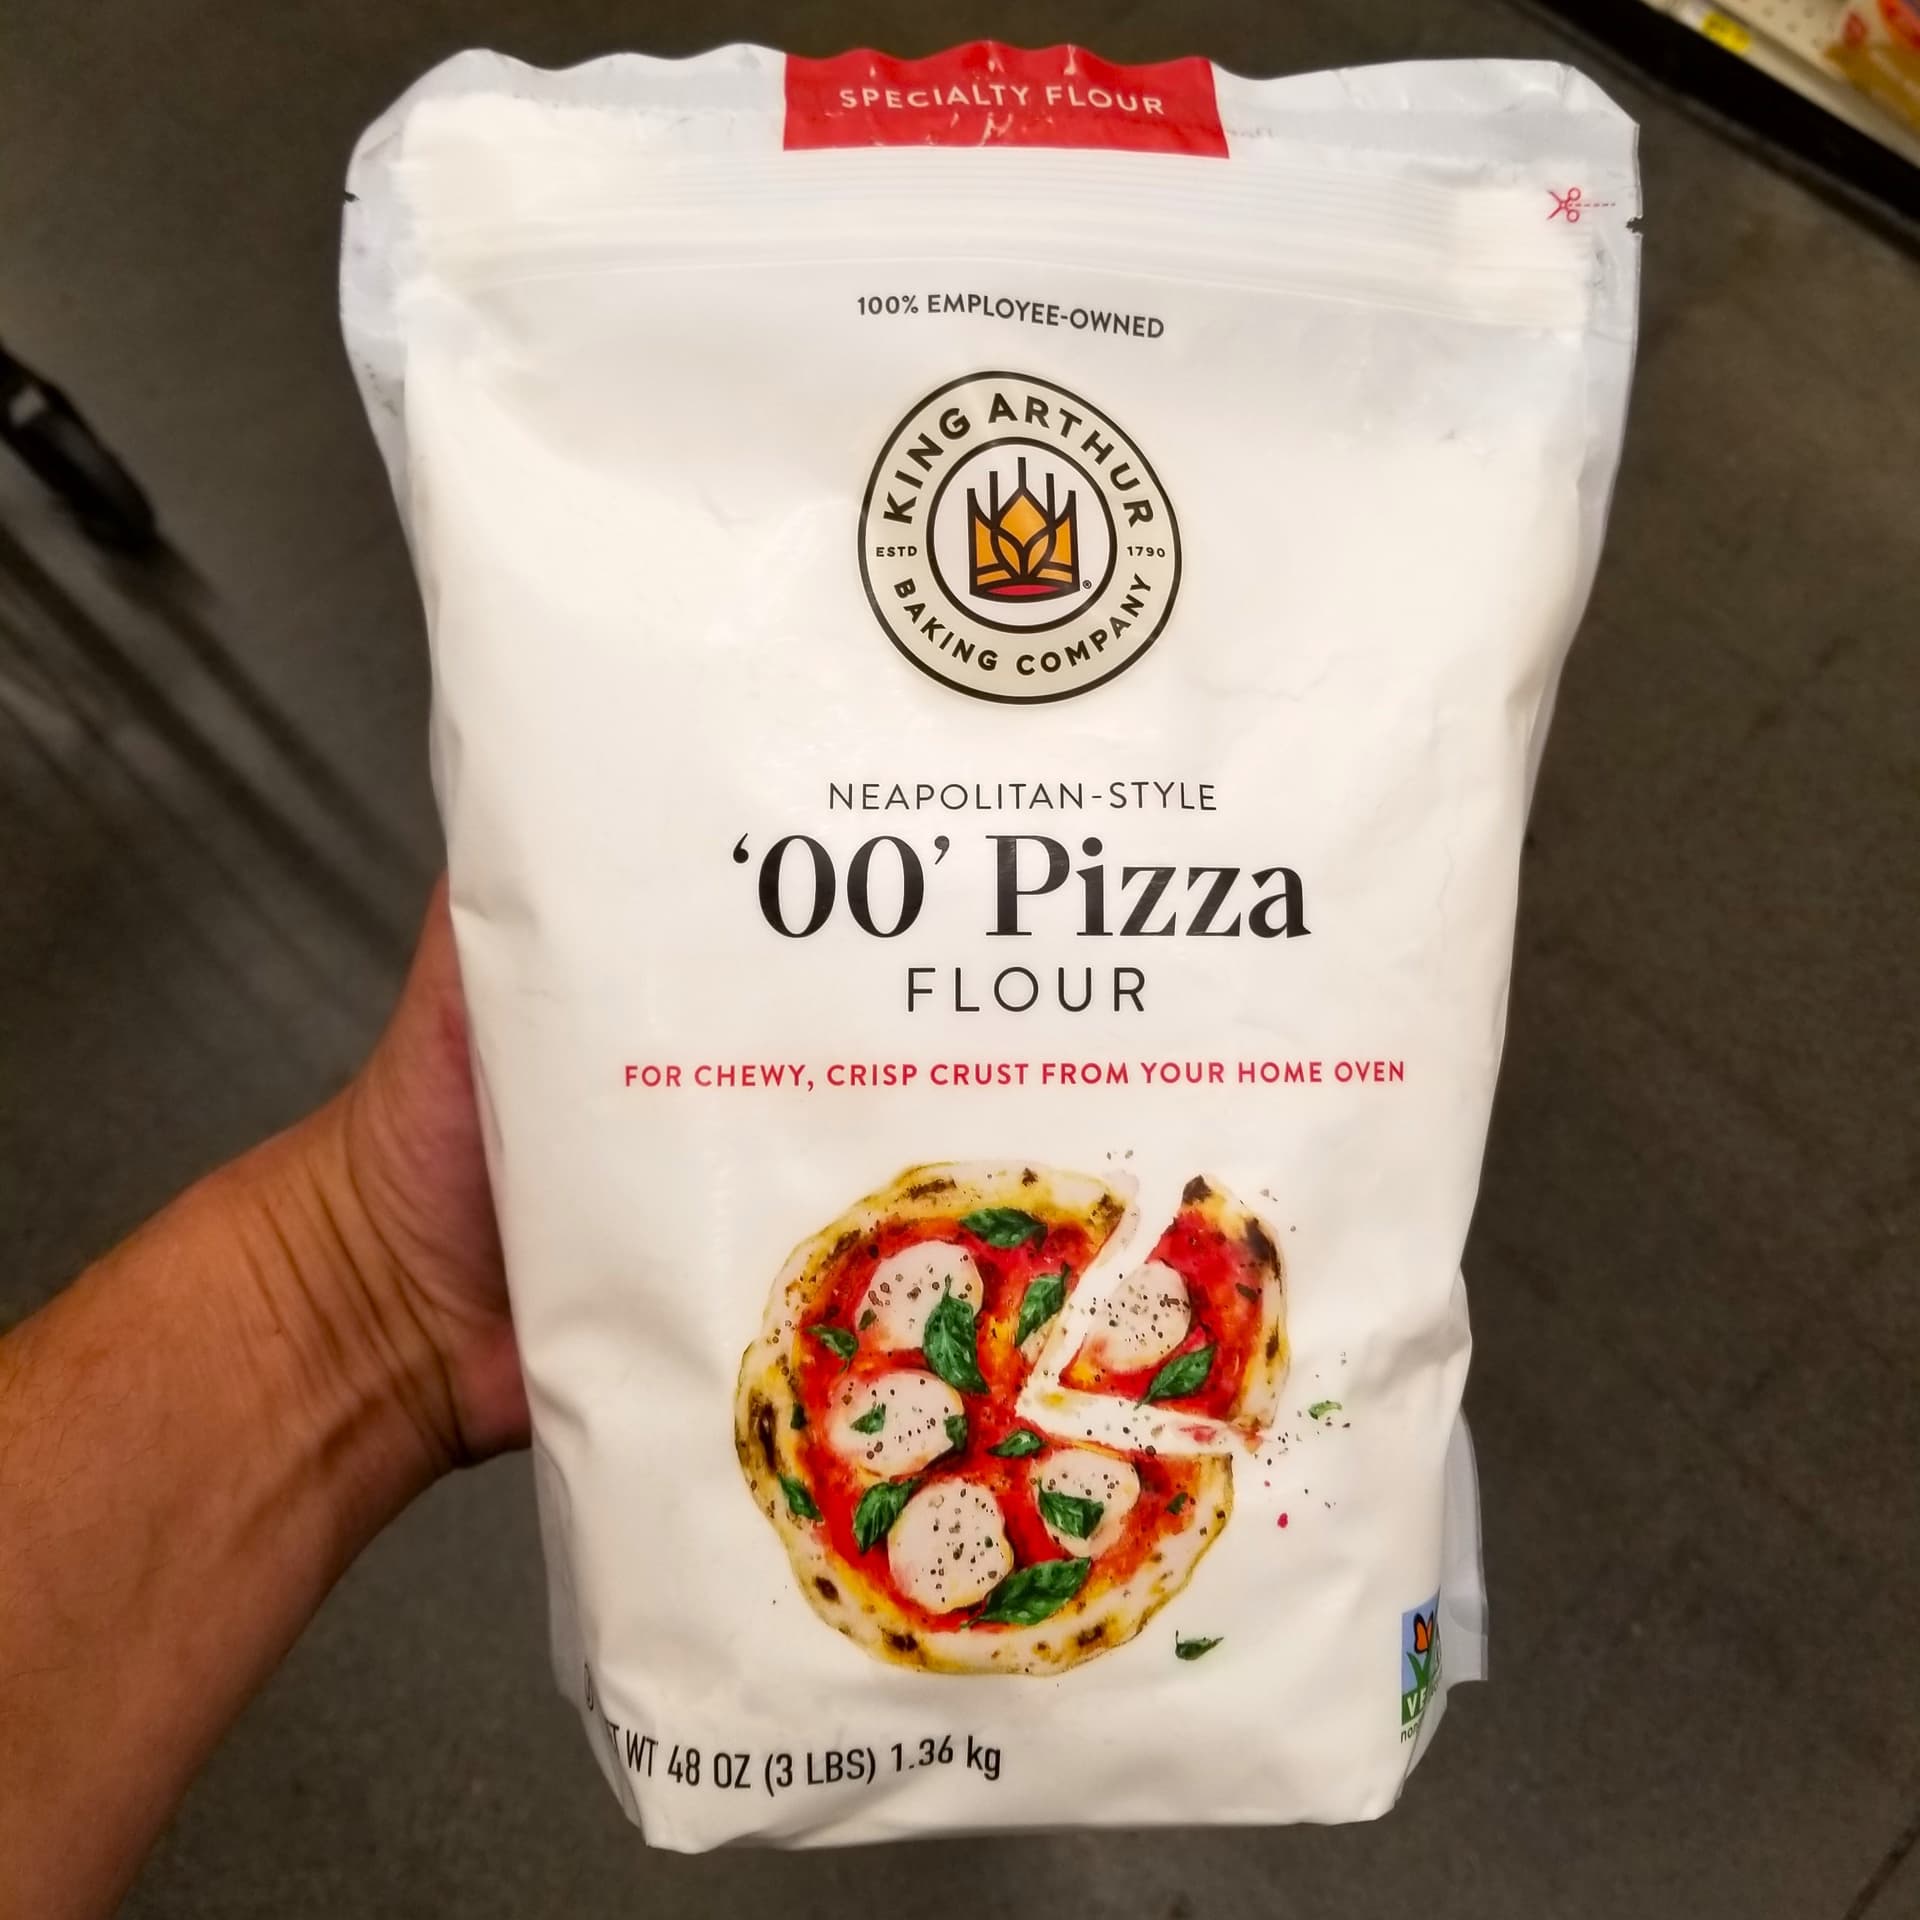 SPECIALTY FLOUR
100% EMPLOYEE-OWNED
KING ARTHUR
ESTD 1790
BAKING COMPANY
NEAPOLITAN-STYLE
‘00’ Pizza
FLOUR
FOR CHEWY, CRISP CRUST FROM YOUR HOME OVEN
WT 48 OZ (3 LBS) 1.36 kg